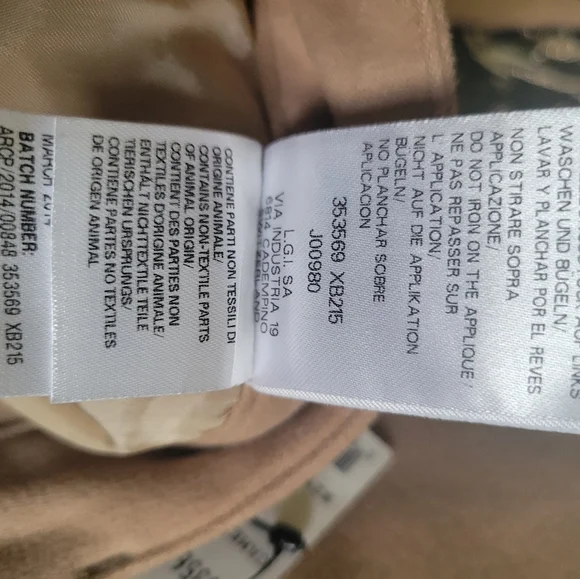 WASCHEN UND BÜGELN/
LAVAR Y PLANCHAR POR EL REVES
NON STIRARE SOPRA
APPLICAZIONE/
DO NOT IRON ON THE APPLIQUE'/
NE PAS REPASSER SUR
L APPLICATION/
NICHT AUF DIE APPLIKATION
BÜGELN/
NO PLANCHAR SOBRE
APLICACION
353569 XB215
J00980
L.G.I. SA
VIA INDUSTRIA 19
CADEMPINO
CONTIENE PARTI NON TESSILI DI
ORIGINE ANIMALE/
CONTAINS NON-TEXTILE PARTS
OF ANIMAL ORIGIN/
CONTIENT DES PARTIES NON
TEXTILES D'ORIGINE ANIMALE/
ENTHALT NICHTTEXTILE TEILE
TIERISCHEN URSPRUNGS/
CONTIENE PARTES NO TEXTILES
DE ORIGEN ANIMAL
MARCH
BATCH NUMBER:
ARCP/2014/00848 353569 XB215